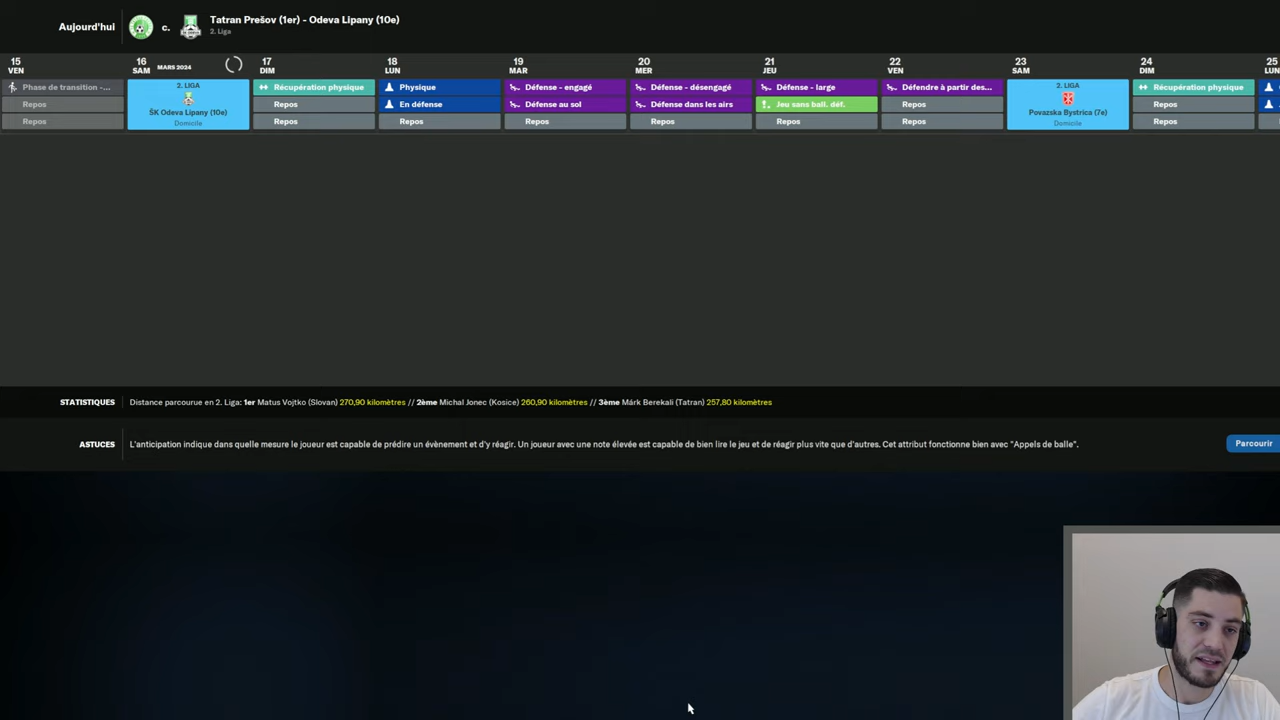 Aujourd'hui c. Tatran Prešov (1er) - Odeva Lipany (10e)
2. Liga
15 16 17 18 19 20 21 22 23 24 25
VEN SAM MARS 2024 DIM LUN MAR MER JEU VEN SAM DIM LUN
Phase de transition -... 2. LIGA Récupération physique Physique Défense - engagé Défense - désengagé Défense - large Défendre à partir des... 2. LIGA Récupération physique
Repos Repos En défense Défense au sol Défense dans les airs Jeu sans ball. déf. Repos Repos
ŠK Odeva Lipany (10e) Povazska Bystrica (7e)
Repos Domicile Repos Repos Repos Repos Repos Repos Domicile Repos
STATISTIQUES Distance parcourue en 2. Liga: 1er Matus Vojtko (Slovan) 270,90 kilomètres // 2ème Michal Jonec (Kosice) 260,90 kilomètres // 3ème Márk Berekali (Tatran) 257,80 kilomètres
ASTUCES L'anticipation indique dans quelle mesure le joueur est capable de prédire un évènement et d'y réagir. Un joueur avec une note élevée est capable de bien lire le jeu et de réagir plus vite que d'autres. Cet attribut fonctionne bien avec "Appels de balle". Parcourir